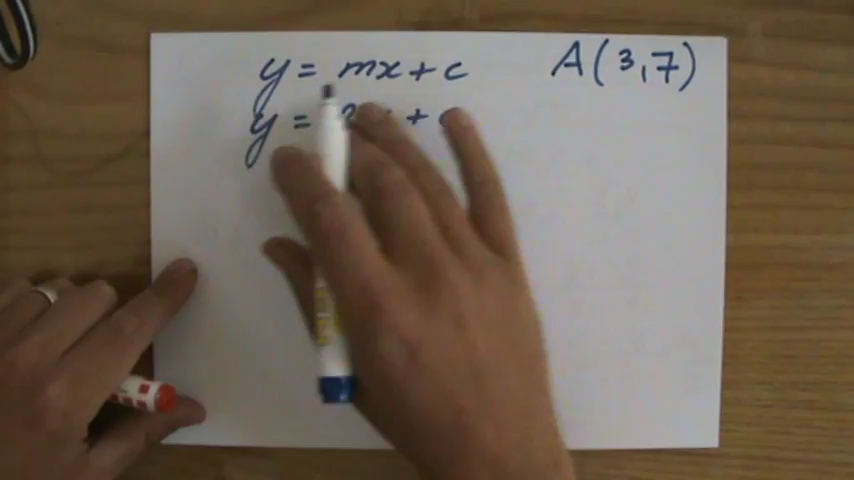 y = mx + c A(3,7)
y = + c